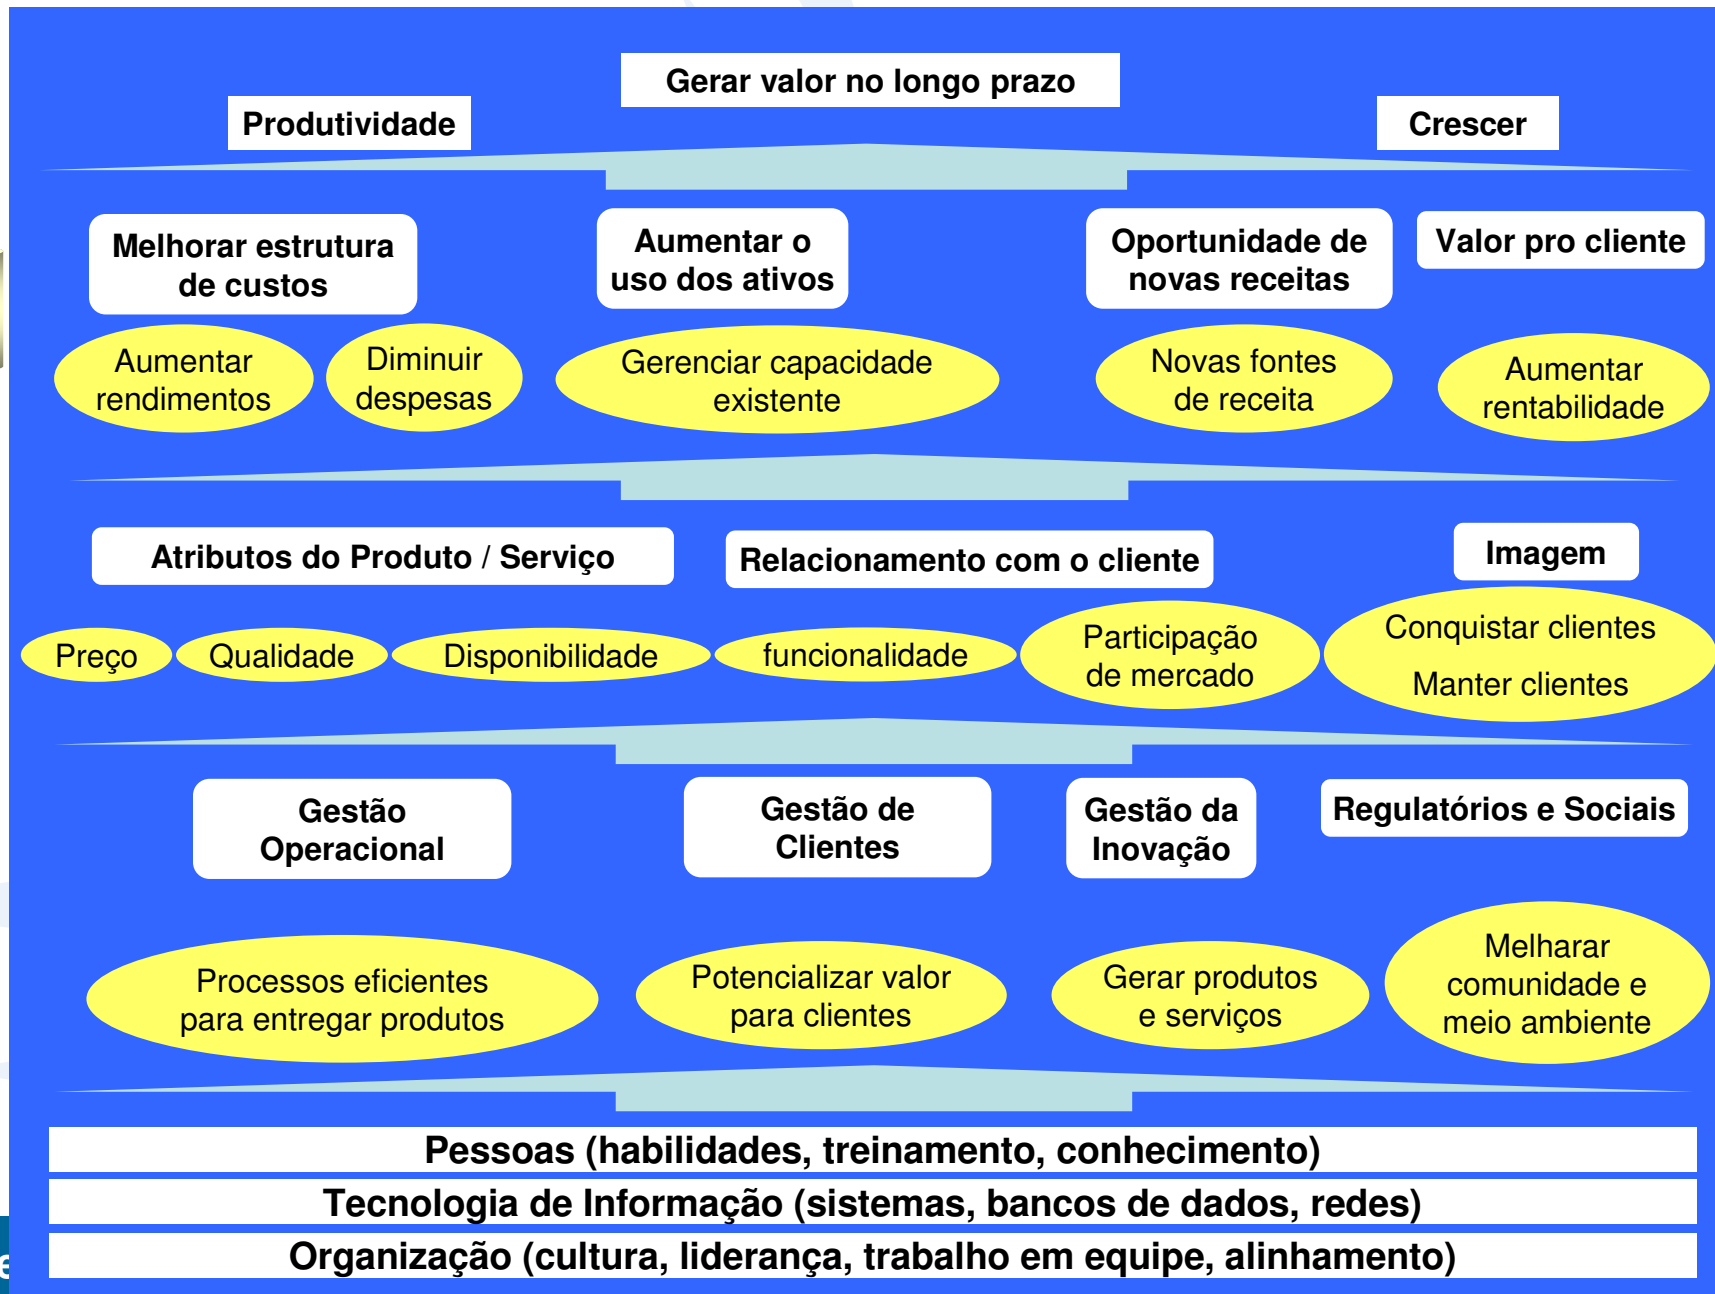 Gerar valor no longo prazo
Produtividade
Crescer
Melhorar estrutura
de custos
Aumentar o
uso dos ativos
Oportunidade de
novas receitas
Valor pro cliente
Aumentar
rendimentos
Diminuir
despesas
Gerenciar capacidade
existente
Novas fontes
de receita
Aumentar
rentabilidade
Atributos do Produto / Serviço
Relacionamento com o cliente
Imagem
Preço
Qualidade
Disponibilidade
funcionalidade
Participação
de mercado
Conquistar clientes
Manter clientes
Gestão
Operacional
Gestão de
Clientes
Gestão da
Inovação
Regulatórios e Sociais
Processos eficientes
para entregar produtos
Potencializar valor
para clientes
Gerar produtos
e serviços
Melharar
comunidade e
meio ambiente
Pessoas (habilidades, treinamento, conhecimento)
Tecnologia de Informação (sistemas, bancos de dados, redes)
Organização (cultura, liderança, trabalho em equipe, alinhamento)